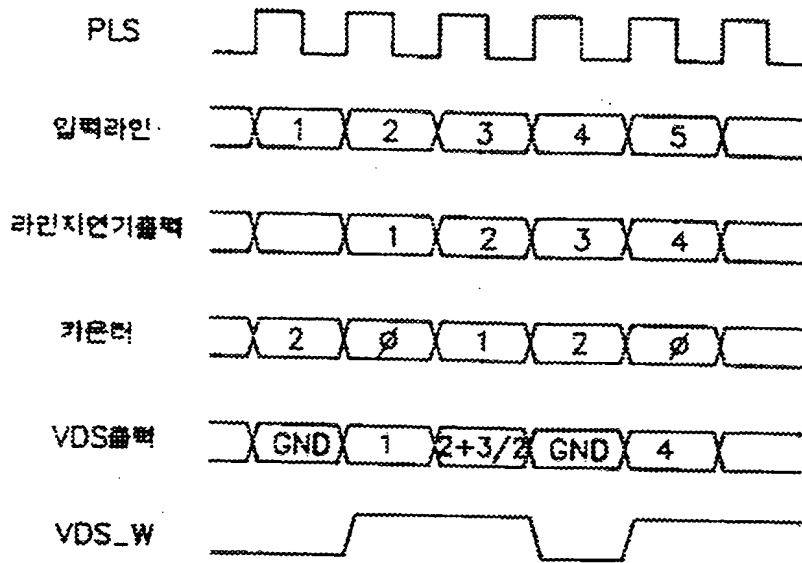 PLS
입력라인
1 2 3 4 5
라인지연기출력
1 2 3 4
카운터
2 Ø 1 2 Ø
VDS출력
GND 1 2+3/2 GND 4
VDS_W